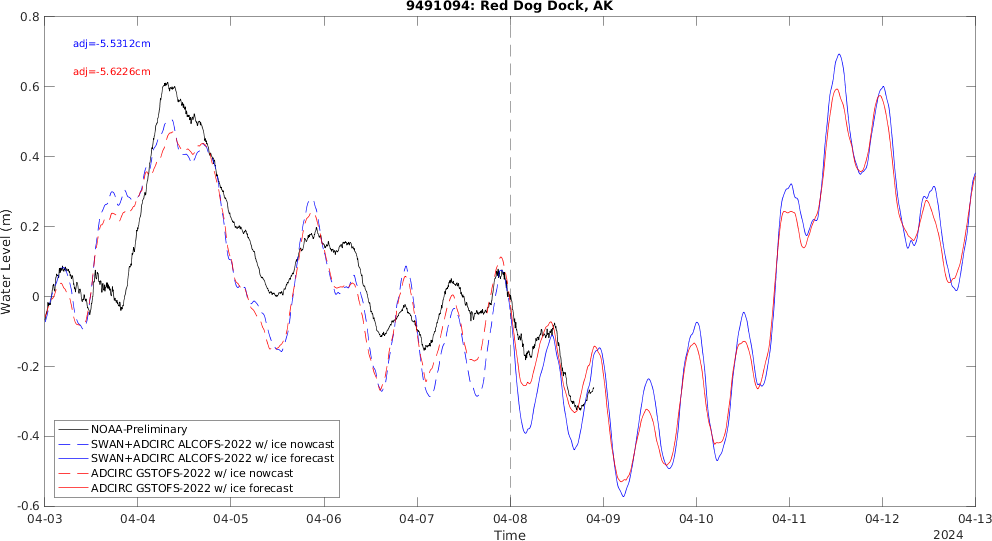 9491094: Red Dog Dock, AK
adj=-5.5312cm
adj=-5.6226cm
0.8
0.6
0.4
0.2
0
-0.2
-0.4
-0.6
Water Level (m)
NOAA-Preliminary
SWAN+ADCIRC ALCOFS-2022 w/ ice nowcast
SWAN+ADCIRC ALCOFS-2022 w/ ice forecast
ADCIRC GSTOFS-2022 w/ ice nowcast
ADCIRC GSTOFS-2022 w/ ice forecast
04-03 04-04 04-05 04-06 04-07 04-08 04-09 04-10 04-11 04-12 04-13
Time
2024